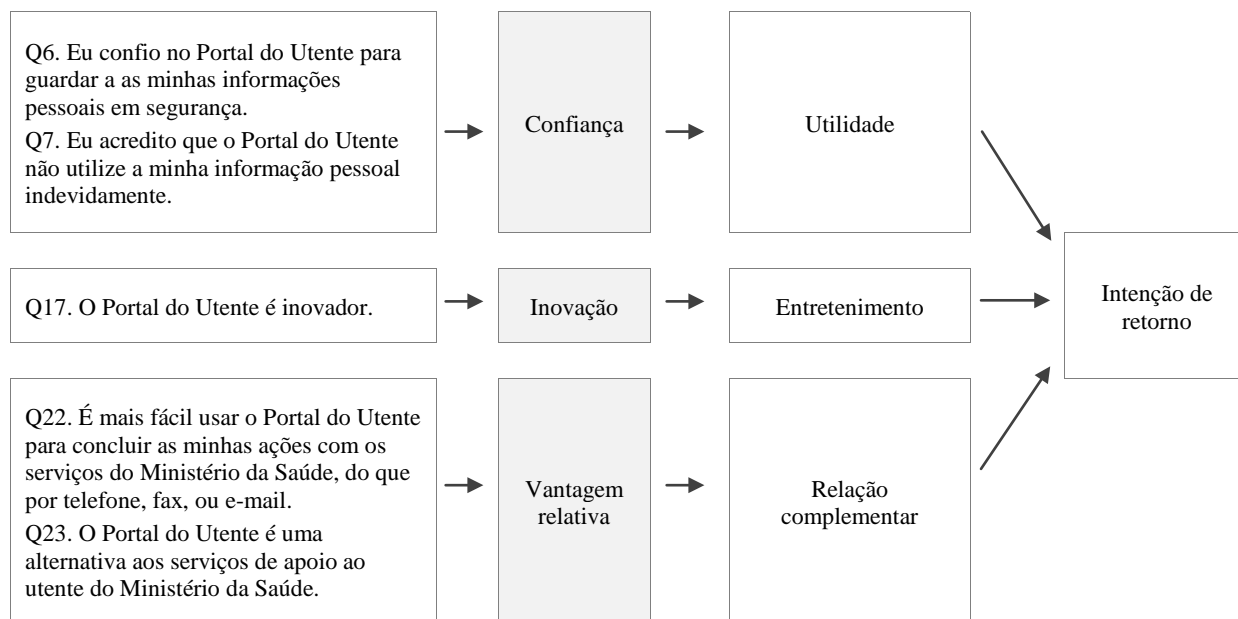 Q6. Eu confio no Portal do Utente para
guardar a as minhas informações
pessoais em segurança.
Q7. Eu acredito que o Portal do Utente
não utilize a minha informação pessoal
indevidamente.
Confiança
Utilidade
Q17. O Portal do Utente é inovador.
Inovação
Entretenimento
Intenção de
retorno
Q22. É mais fácil usar o Portal do Utente
para concluir as minhas ações com os
serviços do Ministério da Saúde, do que
por telefone, fax, ou e-mail.
Q23. O Portal do Utente é uma
alternativa aos serviços de apoio ao
utente do Ministério da Saúde.
Vantagem
relativa
Relação
complementar